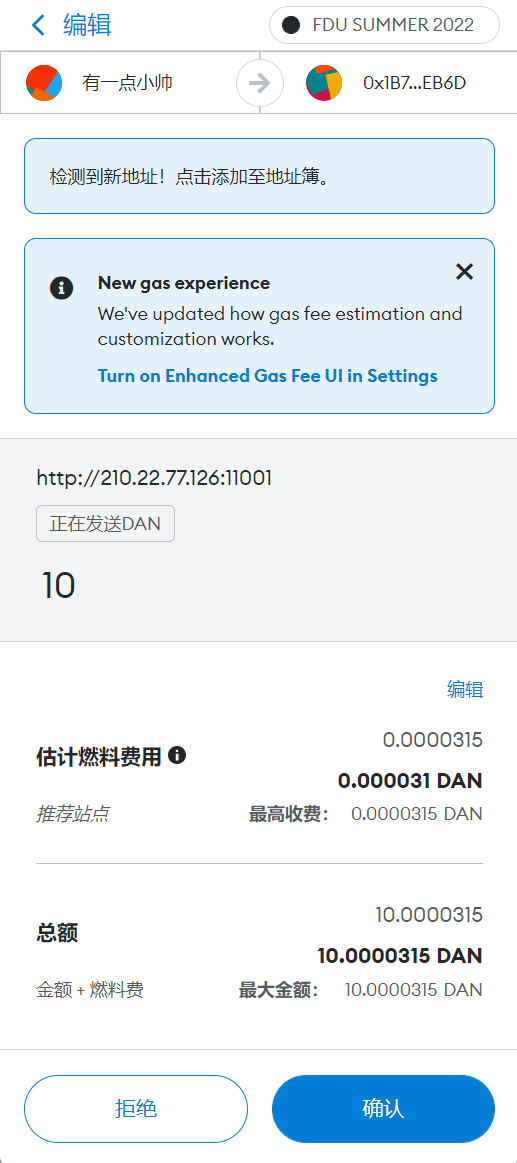 编辑
FDU SUMMER 2022
有一点小帅
0x1B7...EB6D
检测到新地址！点击添加至地址簿。
New gas experience
We've updated how gas fee estimation and
customization works.
Turn on Enhanced Gas Fee UI in Settings
http://210.22.77.126:11001
正在发送DAN
10
编辑
0.0000315
估计燃料费用
0.000031 DAN
推荐站点
最高收费： 0.0000315 DAN
10.0000315
总额
10.0000315 DAN
金额 + 燃料费
最大金额： 10.0000315 DAN
拒绝
确认